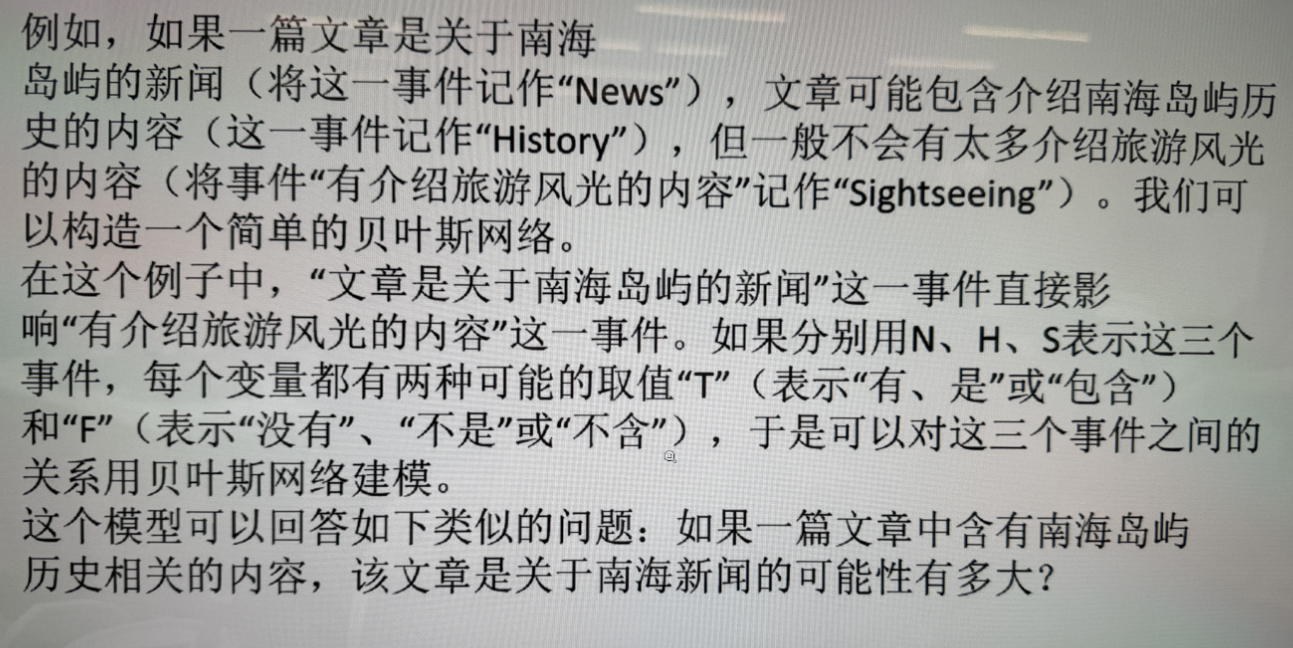 例如，如果一篇文章是关于南海
岛屿的新闻（将这一事件记作“News”），文章可能包含介绍南海岛屿历
史的内容（这一事件记作“History”），但一般不会有太多介绍旅游风光
的内容（将事件“有介绍旅游风光的内容”记作“Sightseeing”）。我们可
以构造一个简单的贝叶斯网络。
在这个例子中，“文章是关于南海岛屿的新闻”这一事件直接影
响“有介绍旅游风光的内容”这一事件。如果分别用N、H、S表示这三个
事件，每个变量都有两种可能的取值“T”（表示“有、是”或“包含”）
和“F”（表示“没有”、“不是”或“不含”），于是可以对这三个事件之间的
关系用贝叶斯网络建模。
这个模型可以回答如下类似的问题：如果一篇文章中含有南海岛屿
历史相关的内容，该文章是关于南海新闻的可能性有多大？